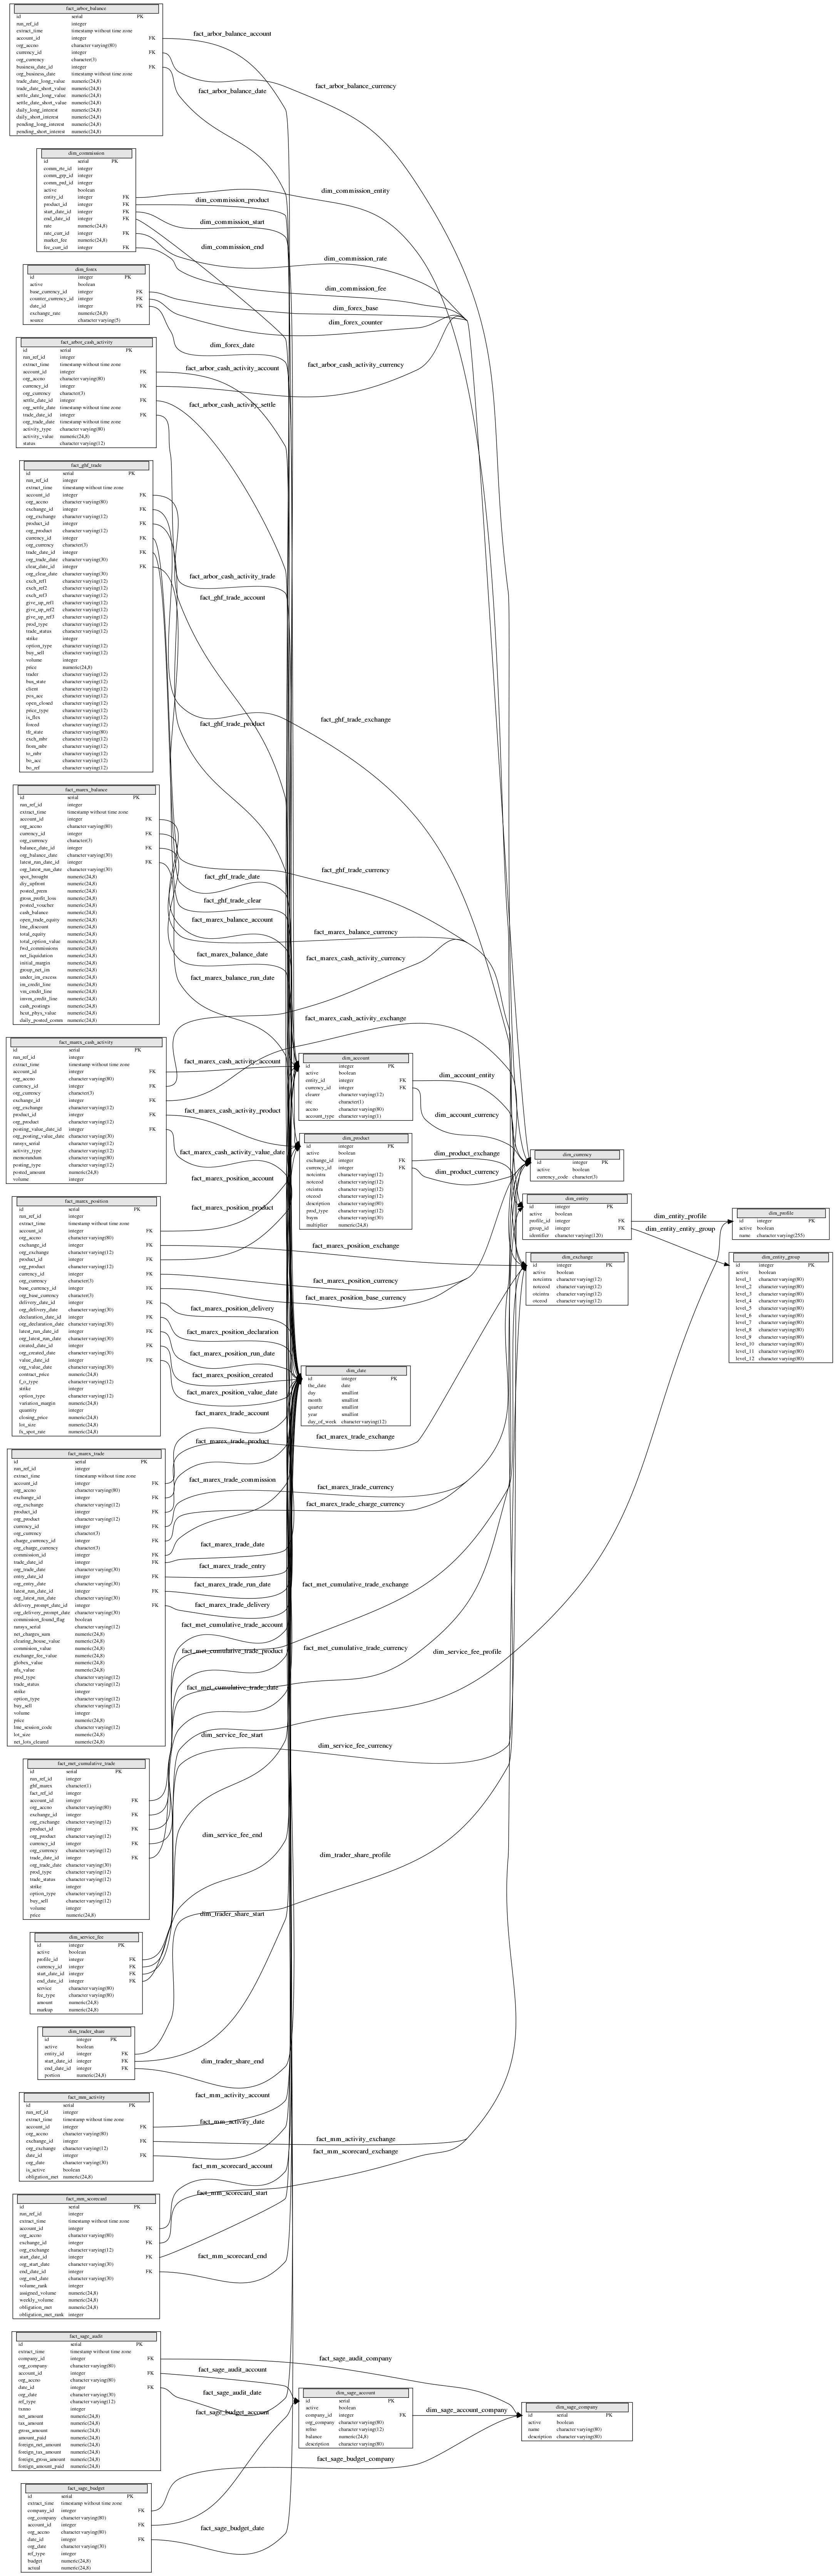 fact_arbor_balance
id serial PK
run_ref_id integer
extract_time timestamp without time zone
account_id integer FK
org_accno character varying(80)
currency_id integer FK
org_currency character(3)
business_date_id integer FK
org_business_date timestamp without time zone
trade_date_long_value numeric(24,8)
trade_date_short_value numeric(24,8)
settle_date_long_value numeric(24,8)
settle_date_short_value numeric(24,8)
daily_long_interest numeric(24,8)
daily_short_interest numeric(24,8)
pending_long_interest numeric(24,8)
pending_short_interest numeric(24,8)
dim_commission
id serial PK
comm_rte_id integer
comm_grp_id integer
comm_prd_id integer
active boolean
entity_id integer FK
product_id integer FK
start_date_id integer FK
end_date_id integer FK
rate numeric(24,8)
rate_curr_id integer FK
market_fee numeric(24,8)
fee_curr_id integer FK
dim_forex
id integer PK
active boolean
base_currency_id integer FK
counter_currency_id integer FK
date_id integer FK
exchange_rate numeric(24,8)
source character varying(5)
fact_arbor_cash_activity
id serial PK
run_ref_id integer
extract_time timestamp without time zone
account_id integer FK
org_accno character varying(80)
currency_id integer FK
org_currency character(3)
settle_date_id integer FK
org_settle_date timestamp without time zone
trade_date_id integer FK
org_trade_date timestamp without time zone
activity_type character varying(80)
activity_value numeric(24,8)
status character varying(12)
fact_ghf_trade
id serial PK
run_ref_id integer
extract_time timestamp without time zone
account_id integer FK
org_accno character varying(80)
exchange_id integer FK
org_exchange character varying(12)
product_id integer FK
org_product character varying(12)
currency_id integer FK
org_currency character(3)
trade_date_id integer FK
org_trade_date character varying(30)
clear_date_id integer FK
org_clear_date character varying(30)
exch_ref1 character varying(12)
exch_ref2 character varying(12)
exch_ref3 character varying(12)
give_up_ref1 character varying(12)
give_up_ref2 character varying(12)
give_up_ref3 character varying(12)
prod_type character varying(12)
trade_status character varying(12)
strike integer
option_type character varying(12)
buy_sell character varying(12)
volume integer
price numeric(24,8)
trader character varying(12)
bus_state character varying(12)
client character varying(12)
pos_acc character varying(12)
open_closed character varying(12)
price_type character varying(12)
is_flex character varying(12)
forced character varying(12)
tft_state character varying(80)
exch_mbr character varying(12)
from_mbr character varying(12)
to_mbr character varying(12)
bo_acc character varying(12)
bo_ref character varying(12)
fact_marex_balance
id serial PK
run_ref_id integer
extract_time timestamp without time zone
account_id integer FK
org_accno character varying(80)
currency_id integer FK
org_currency character(3)
balance_date_id integer FK
org_balance_date character varying(30)
latest_run_date_id integer FK
org_latest_run_date character varying(30)
spot_brought numeric(24,8)
dry_upfront numeric(24,8)
posted_prem numeric(24,8)
gross_profit_loss numeric(24,8)
posted_voucher numeric(24,8)
cash_balance numeric(24,8)
open_trade_equity numeric(24,8)
line_discount numeric(24,8)
total_equity numeric(24,8)
total_option_value numeric(24,8)
fwd_commissions numeric(24,8)
net_liquidation numeric(24,8)
initial_margin numeric(24,8)
group_net_im numeric(24,8)
under_im_excess numeric(24,8)
im_credit_line numeric(24,8)
vm_credit_line numeric(24,8)
imvm_credit_line numeric(24,8)
cash_postings numeric(24,8)
heat_phys_value numeric(24,8)
daily_posted_comm numeric(24,8)
fact_marex_cash_activity
id serial PK
run_ref_id integer
extract_time timestamp without time zone
account_id integer FK
org_accno character varying(80)
currency_id integer FK
org_currency character(3)
exchange_id integer FK
org_exchange character varying(12)
product_id integer FK
org_product character varying(12)
posting_value_date_id integer FK
org_posting_value_date character varying(30)
runsys_serial character varying(12)
activity_type character varying(12)
memorandum character varying(80)
posting_type character varying(12)
posted_amount numeric(24,8)
volume integer
fact_marex_position
id serial PK
run_ref_id integer
extract_time timestamp without time zone
account_id integer FK
org_accno character varying(80)
exchange_id integer FK
org_exchange character varying(12)
product_id integer FK
org_product character varying(12)
currency_id integer FK
org_currency character(3)
base_currency_id integer FK
org_base_currency character(3)
delivery_date_id integer FK
org_delivery_date character varying(30)
declaration_date_id integer FK
org_declaration_date character varying(30)
latest_run_date_id integer FK
org_latest_run_date character varying(30)
created_date_id integer FK
org_created_date character varying(30)
value_date_id integer FK
org_value_date character varying(30)
contract_price numeric(24,8)
f_o_type character varying(12)
strike integer
option_type character varying(12)
variation_margin numeric(24,8)
quantity integer
closing_price numeric(24,8)
lot_size numeric(24,8)
fx_spot_rate numeric(24,8)
fact_marex_trade
id serial PK
run_ref_id integer
extract_time timestamp without time zone
account_id integer FK
org_accno character varying(80)
exchange_id integer FK
org_exchange character varying(12)
product_id integer FK
org_product character varying(12)
currency_id integer FK
org_currency character(3)
charge_currency_id integer FK
org_charge_currency character(3)
commission_id integer FK
trade_date_id integer FK
org_trade_date character varying(30)
entry_date_id integer FK
org_entry_date character varying(30)
latest_run_date_id integer FK
org_latest_run_date character varying(30)
delivery_prompt_date_id integer FK
org_delivery_prompt_date character varying(30)
commission_found_flag boolean
runsys_serial character varying(12)
net_charges_sum numeric(24,8)
clearing_house_value numeric(24,8)
commission_value numeric(24,8)
exchange_fee_value numeric(24,8)
globex_value numeric(24,8)
nfa_value numeric(24,8)
prod_type character varying(12)
trade_status character varying(12)
strike integer
option_type character varying(12)
buy_sell character varying(12)
volume integer
price numeric(24,8)
line_session_code character varying(12)
lot_size numeric(24,8)
net_lots_cleared numeric(24,8)
fact_met_cumulative_trade
id serial PK
run_ref_id integer
ghf_marex character(1)
fact_ref_id integer
account_id integer FK
org_accno character varying(80)
exchange_id integer FK
org_exchange character varying(12)
product_id integer FK
org_product character varying(12)
currency_id integer FK
org_currency character varying(12)
trade_date_id integer FK
org_trade_date character varying(30)
prod_type character varying(12)
trade_status character varying(12)
strike integer
option_type character varying(12)
buy_sell character varying(12)
volume integer
price numeric(24,8)
dim_service_fee
id integer PK
active boolean
profile_id integer FK
currency_id integer FK
start_date_id integer FK
end_date_id integer FK
service character varying(80)
fee_type character varying(80)
amount numeric(24,8)
markup numeric(24,8)
dim_trader_share
id integer PK
active boolean
entity_id integer FK
start_date_id integer FK
end_date_id integer FK
portion numeric(24,8)
fact_mm_activity
id serial PK
run_ref_id integer
extract_time timestamp without time zone
account_id integer FK
org_accno character varying(80)
exchange_id integer FK
org_exchange character varying(12)
date_id integer FK
org_date character varying(30)
is_active boolean
obligation_met numeric(24,8)
fact_mm_scorecard
id serial PK
run_ref_id integer
extract_time timestamp without time zone
account_id integer FK
org_accno character varying(80)
exchange_id integer FK
org_exchange character varying(12)
start_date_id integer FK
org_start_date character varying(30)
end_date_id integer FK
org_end_date character varying(30)
volume_rank integer
assigned_volume numeric(24,8)
weekly_volume numeric(24,8)
obligation_met numeric(24,8)
obligation_met_rank integer
fact_sage_audit
id serial PK
extract_time timestamp without time zone
company_id integer FK
org_company character varying(80)
account_id integer FK
org_accno character varying(80)
date_id integer FK
org_date character varying(30)
ref_type character varying(12)
txnno integer
net_amount numeric(24,8)
tax_amount numeric(24,8)
gross_amount numeric(24,8)
amount_paid numeric(24,8)
foreign_net_amount numeric(24,8)
foreign_tax_amount numeric(24,8)
foreign_gross_amount numeric(24,8)
foreign_amount_paid numeric(24,8)
fact_sage_budget
id serial PK
extract_time timestamp without time zone
company_id integer FK
org_company character varying(80)
account_id integer FK
org_accno character varying(80)
date_id integer FK
org_date character varying(30)
ref_type integer
budget numeric(24,8)
actual numeric(24,8)
fact_arbor_balance_account
fact_arbor_balance_currency
fact_arbor_balance_date
dim_commission_entity
dim_commission_product
dim_commission_start
dim_commission_end
dim_commission_rate
dim_commission_fee
dim_forex_base
dim_forex_counter
dim_forex_date
fact_arbor_cash_activity_currency
fact_arbor_cash_activity_account
fact_arbor_cash_activity_settle
fact_arbor_cash_activity_trade
fact_ghf_trade_account
fact_ghf_trade_exchange
fact_ghf_trade_product
fact_ghf_trade_currency
fact_ghf_trade_date
fact_ghf_trade_clear
fact_marex_balance_account
fact_marex_balance_currency
fact_marex_balance_date
fact_marex_cash_activity_currency
fact_marex_balance_run_date
fact_marex_cash_activity_exchange
fact_marex_cash_activity_account
fact_marex_cash_activity_product
fact_marex_cash_activity_value_date
fact_marex_position_account
fact_marex_position_product
fact_marex_position_exchange
fact_marex_position_currency
fact_marex_position_base_currency
fact_marex_position_delivery
fact_marex_position_declaration
fact_marex_position_run_date
fact_marex_position_created
fact_marex_position_value_date
fact_marex_trade_account
fact_marex_trade_exchange
fact_marex_trade_product
fact_marex_trade_commission
fact_marex_trade_currency
fact_marex_trade_charge_currency
fact_marex_trade_date
fact_marex_trade_entry
fact_marex_trade_run_date
fact_marex_trade_delivery
fact_met_cumulative_trade_exchange
fact_met_cumulative_trade_account
fact_met_cumulative_trade_currency
fact_met_cumulative_trade_product
dim_service_fee_profile
fact_met_cumulative_trade_date
dim_service_fee_start
dim_service_fee_currency
dim_service_fee_end
dim_trader_share_profile
dim_trader_share_start
dim_trader_share_end
fact_mm_activity_account
fact_mm_activity_date
fact_mm_activity_exchange
fact_mm_scorecard_exchange
fact_mm_scorecard_account
fact_mm_scorecard_start
fact_mm_scorecard_end
fact_sage_audit_company
fact_sage_audit_account
fact_sage_audit_date
fact_sage_budget_account
fact_sage_budget_company
fact_sage_budget_date
dim_account
id integer PK
active boolean
entity_id integer FK
currency_id integer FK
clearer character varying(12)
otc character(1)
accno character varying(80)
account_type character varying(1)
dim_product
id integer PK
active boolean
exchange_id integer FK
currency_id integer FK
notcintra character varying(12)
notceod character varying(12)
otcintra character varying(12)
otceod character varying(12)
description character varying(80)
prod_type character varying(12)
bsym character varying(30)
multiplier numeric(24,8)
dim_date
id integer PK
the_date date
day smallint
month smallint
quarter smallint
year smallint
day_of_week character varying(12)
dim_sage_account
id serial PK
active boolean
company_id integer FK
org_company character varying(80)
refno character varying(12)
balance numeric(24,8)
description character varying(80)
dim_account_entity
dim_account_currency
dim_product_exchange
dim_product_currency
dim_sage_account_company
dim_currency
id integer PK
active boolean
currency_code character(3)
dim_entity
id integer PK
active boolean
profile_id integer FK
group_id integer FK
identifier character varying(120)
dim_exchange
id integer PK
active boolean
notcintra character varying(12)
notceod character varying(12)
otcintra character varying(12)
otceod character varying(12)
dim_sage_company
id serial PK
active boolean
name character varying(80)
description character varying(80)
dim_entity_profile
dim_entity_entity_group
dim_profile
id integer PK
active boolean
name character varying(255)
dim_entity_group
id integer PK
active boolean
level_1 character varying(80)
level_2 character varying(80)
level_3 character varying(80)
level_4 character varying(80)
level_5 character varying(80)
level_6 character varying(80)
level_7 character varying(80)
level_8 character varying(80)
level_9 character varying(80)
level_10 character varying(80)
level_11 character varying(80)
level_12 character varying(80)